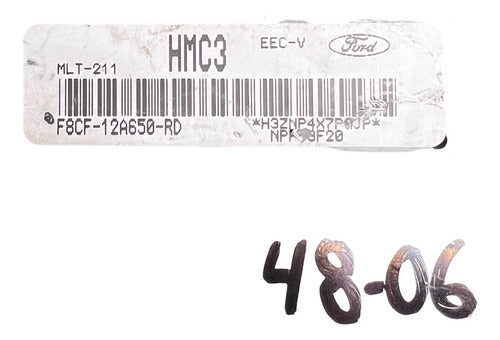 HMC3 EEC-V Ford
MLT-211
F8CF-12A650-RD
48-06